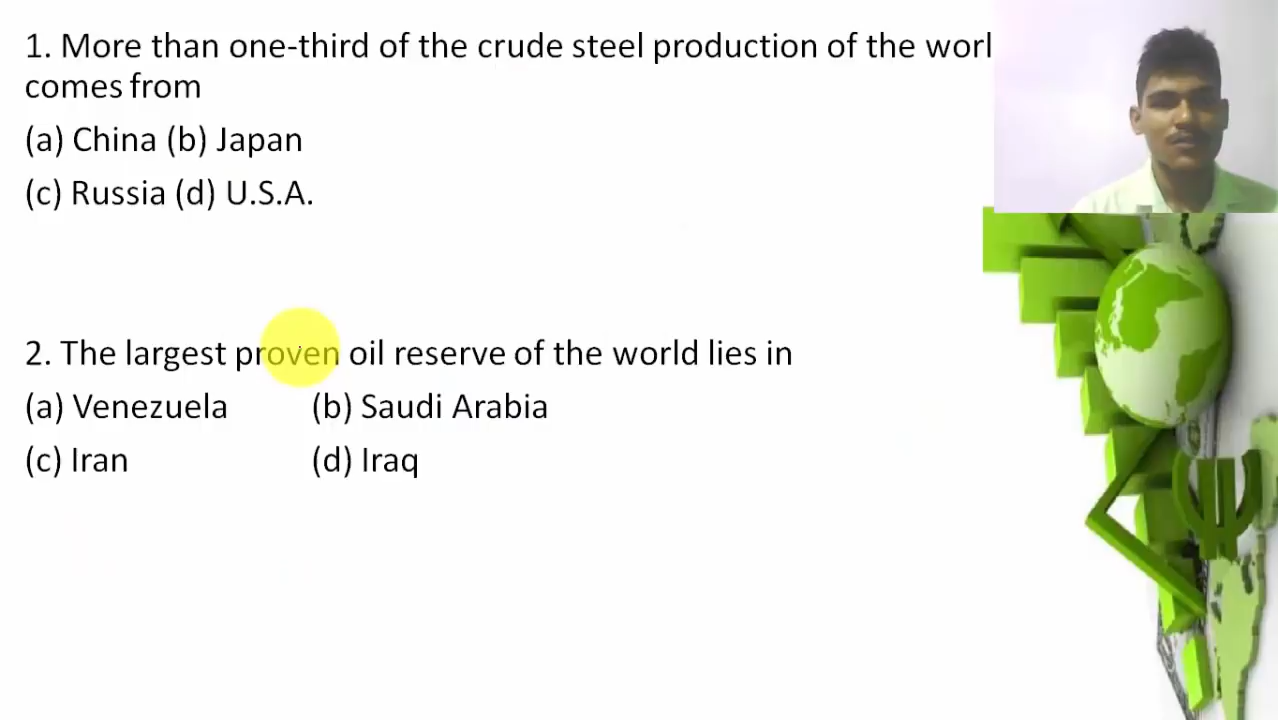 1. More than one-third of the crude steel production of the worl
comes from
(a) China (b) Japan
(c) Russia (d) U.S.A.
2. The largest proven oil reserve of the world lies in
(a) Venezuela (b) Saudi Arabia
(c) Iran (d) Iraq